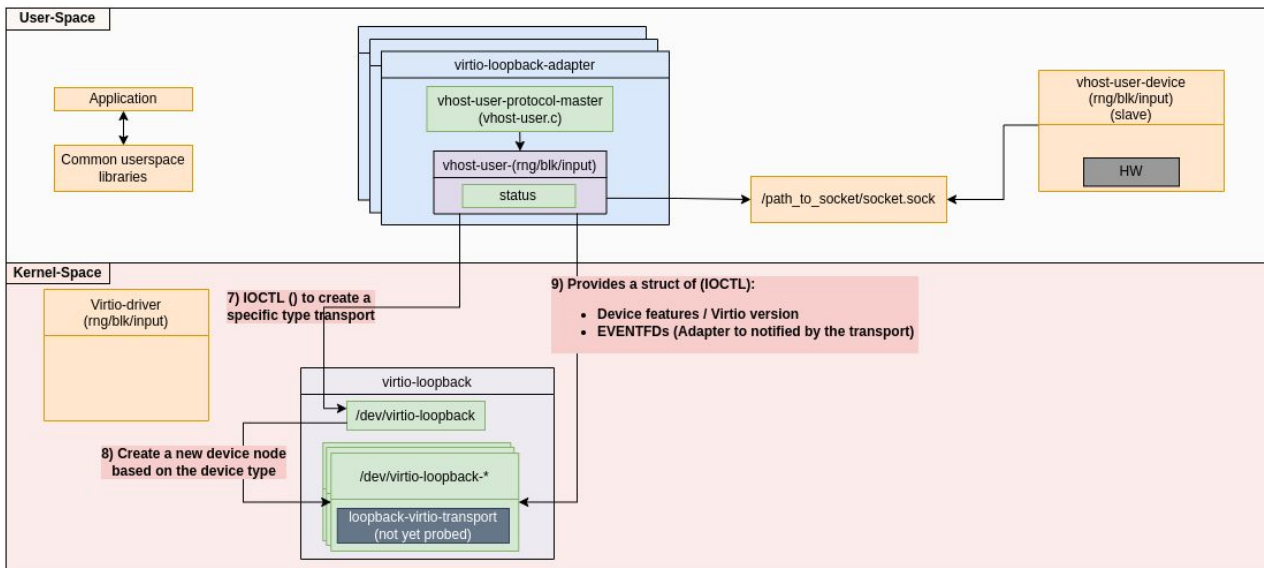 User-Space
virtio-loopback-adapter
vhost-user-protocol-master
(vhost-user.c)
vhost-user-(rng/blk/input)
status
Application
Common userspace
libraries
/path_to_socket/socket.sock
vhost-user-device
(rng/blk/input)
(slave)
HW
Kernel-Space
Virtio-driver
(rng/blk/input)
7) IOCTL () to create a
specific type transport
9) Provides a struct of (IOCTL):
• Device features / Virtio version
• EVENTFDs (Adapter to notified by the transport)
virtio-loopback
/dev/virtio-loopback
8) Create a new device node
based on the device type
/dev/virtio-loopback-*
loopback-virtio-transport
(not yet probed)